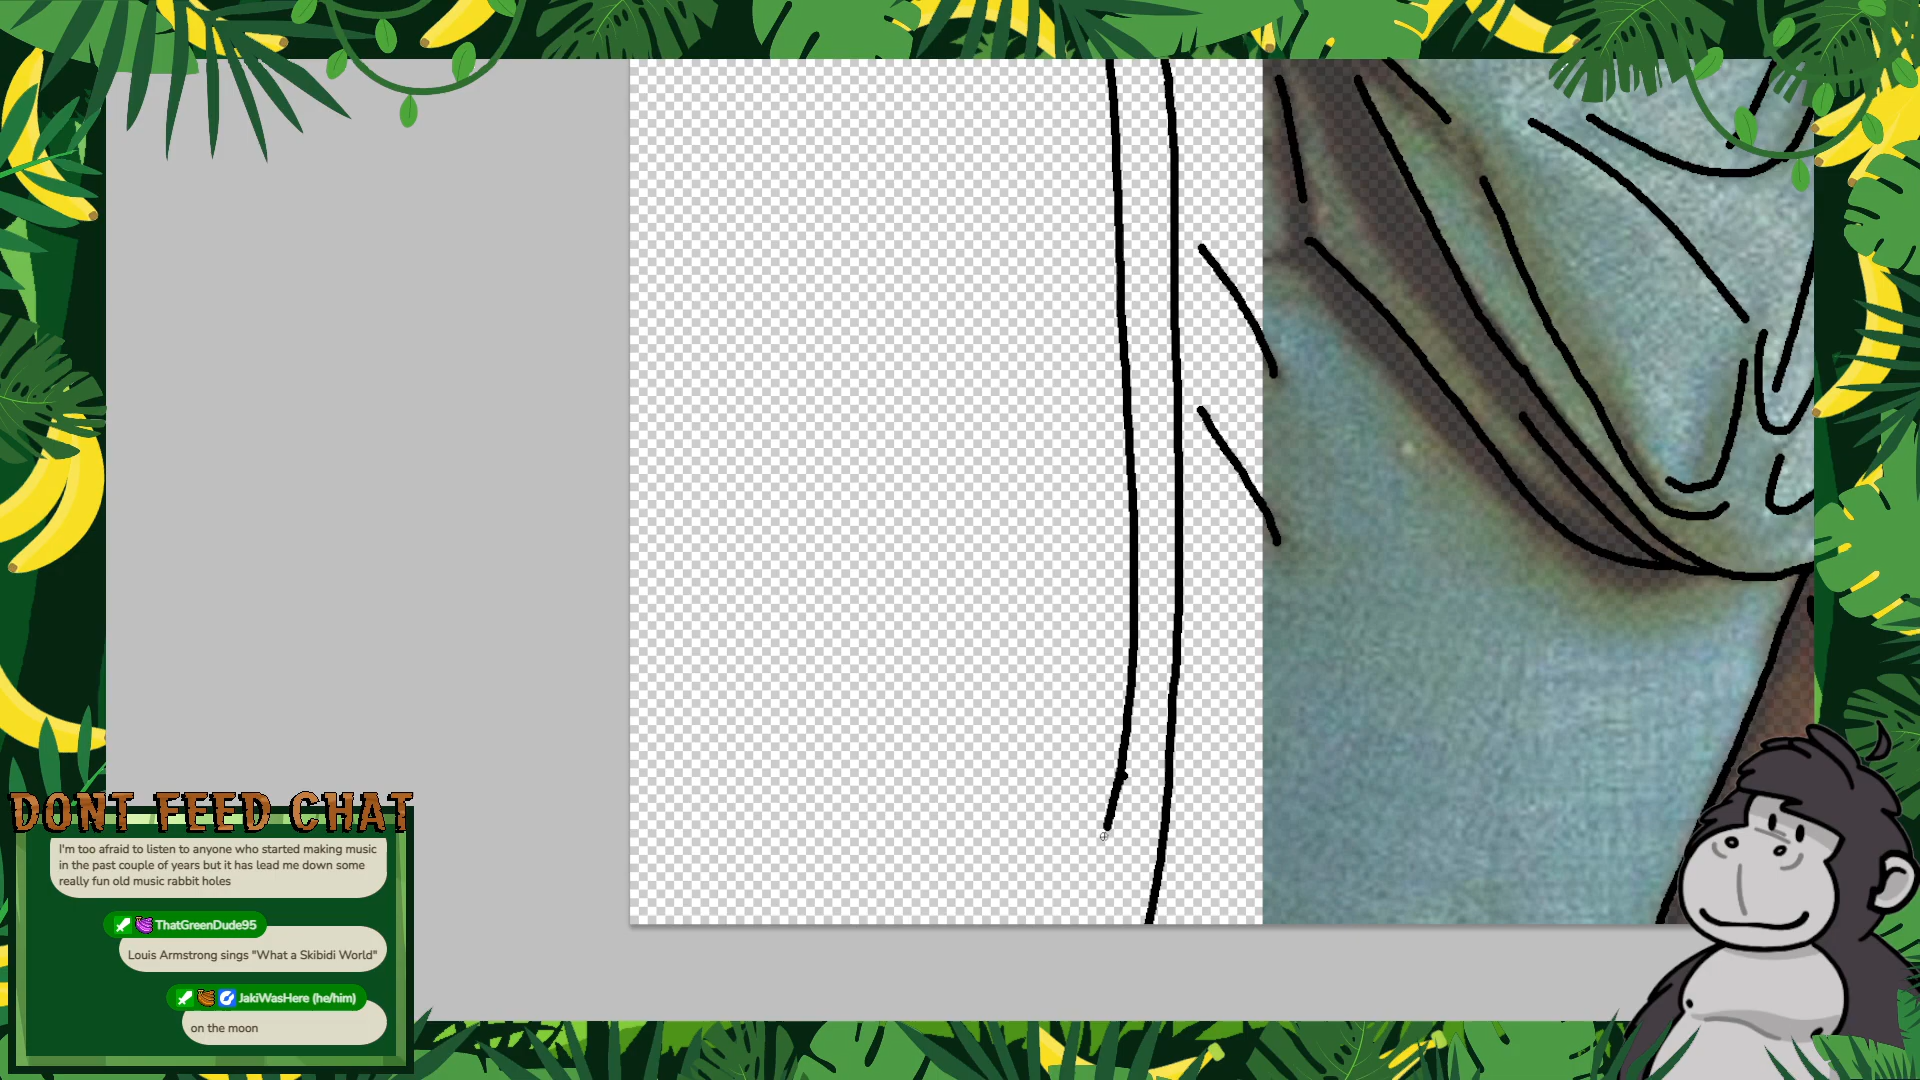 DONT FEED CHAT
I'm too afraid to listen to anyone who started making music
in the past couple of years but it has lead me down some
really fun old music rabbit holes
ThatGreenDude95
Louis Armstrong sings "What a Skibidi World"
JakiWasHere (he/him)
on the moon